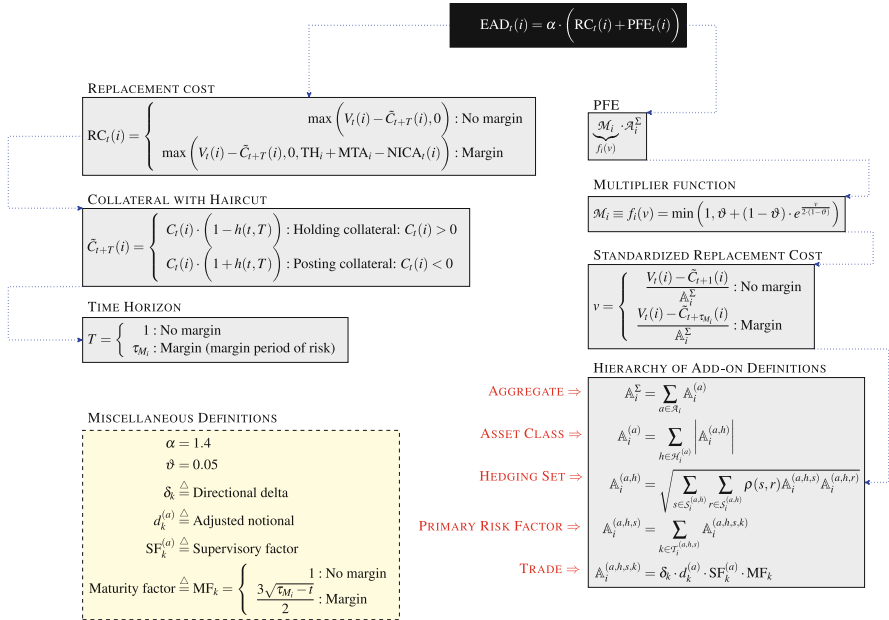 EAD_t(i) = α · (RC_t(i) + PFE_t(i))
REPLACEMENT COST
RC_t(i) = { max(V_t(i) − C̃_{t+T}(i), 0) : No margin
max(V_t(i) − C̃_{t+T}(i), 0, TH_i + MTA_i − NICA_t(i)) : Margin
COLLATERAL WITH HAIRCUT
C̃_{t+T}(i) = { C_t(i) · (1 − h(t,T)) : Holding collateral: C_t(i) > 0
C_t(i) · (1 + h(t,T)) : Posting collateral: C_t(i) < 0
TIME HORIZON
T = { 1 : No margin
τ_{M_i} : Margin (margin period of risk)
MISCELLANEOUS DEFINITIONS
α = 1.4
ϑ = 0.05
δ_k ≜ Directional delta
d_k^{(a)} ≜ Adjusted notional
SF_k^{(a)} ≜ Supervisory factor
Maturity factor ≜ MF_k = { 1 : No margin
3√(τ_{M_i} − t) / 2 : Margin
PFE
ℳ_i · 𝒜_i^Σ
f_i(v)
MULTIPLIER FUNCTION
ℳ_i ≡ f_i(v) = min(1, ϑ + (1 − ϑ) · e^{v / 2·(1−ϑ)})
STANDARDIZED REPLACEMENT COST
v = { (V_t(i) − C̃_{t+1}(i)) / 𝔸_i^Σ : No margin
(V_t(i) − C̃_{t+τ_{M_i}}(i)) / 𝔸_i^Σ : Margin
HIERARCHY OF ADD-ON DEFINITIONS
AGGREGATE ⇒ 𝔸_i^Σ = ∑_{a∈𝒜_i} 𝔸_i^{(a)}
ASSET CLASS ⇒ 𝔸_i^{(a)} = ∑_{h∈ℋ_i^{(a)}} |𝔸_i^{(a,h)}|
HEDGING SET ⇒ 𝔸_i^{(a,h)} = √(∑_{s∈𝒮_i^{(a,h)}} ∑_{r∈𝒮_i^{(a,h)}} ρ(s,r) 𝔸_i^{(a,h,s)} 𝔸_i^{(a,h,r)})
PRIMARY RISK FACTOR ⇒ 𝔸_i^{(a,h,s)} = ∑_{k∈𝒯_i^{(a,h,s)}} 𝔸_i^{(a,h,s,k)}
TRADE ⇒ 𝔸_i^{(a,h,s,k)} = δ_k · d_k^{(a)} · SF_k^{(a)} · MF_k